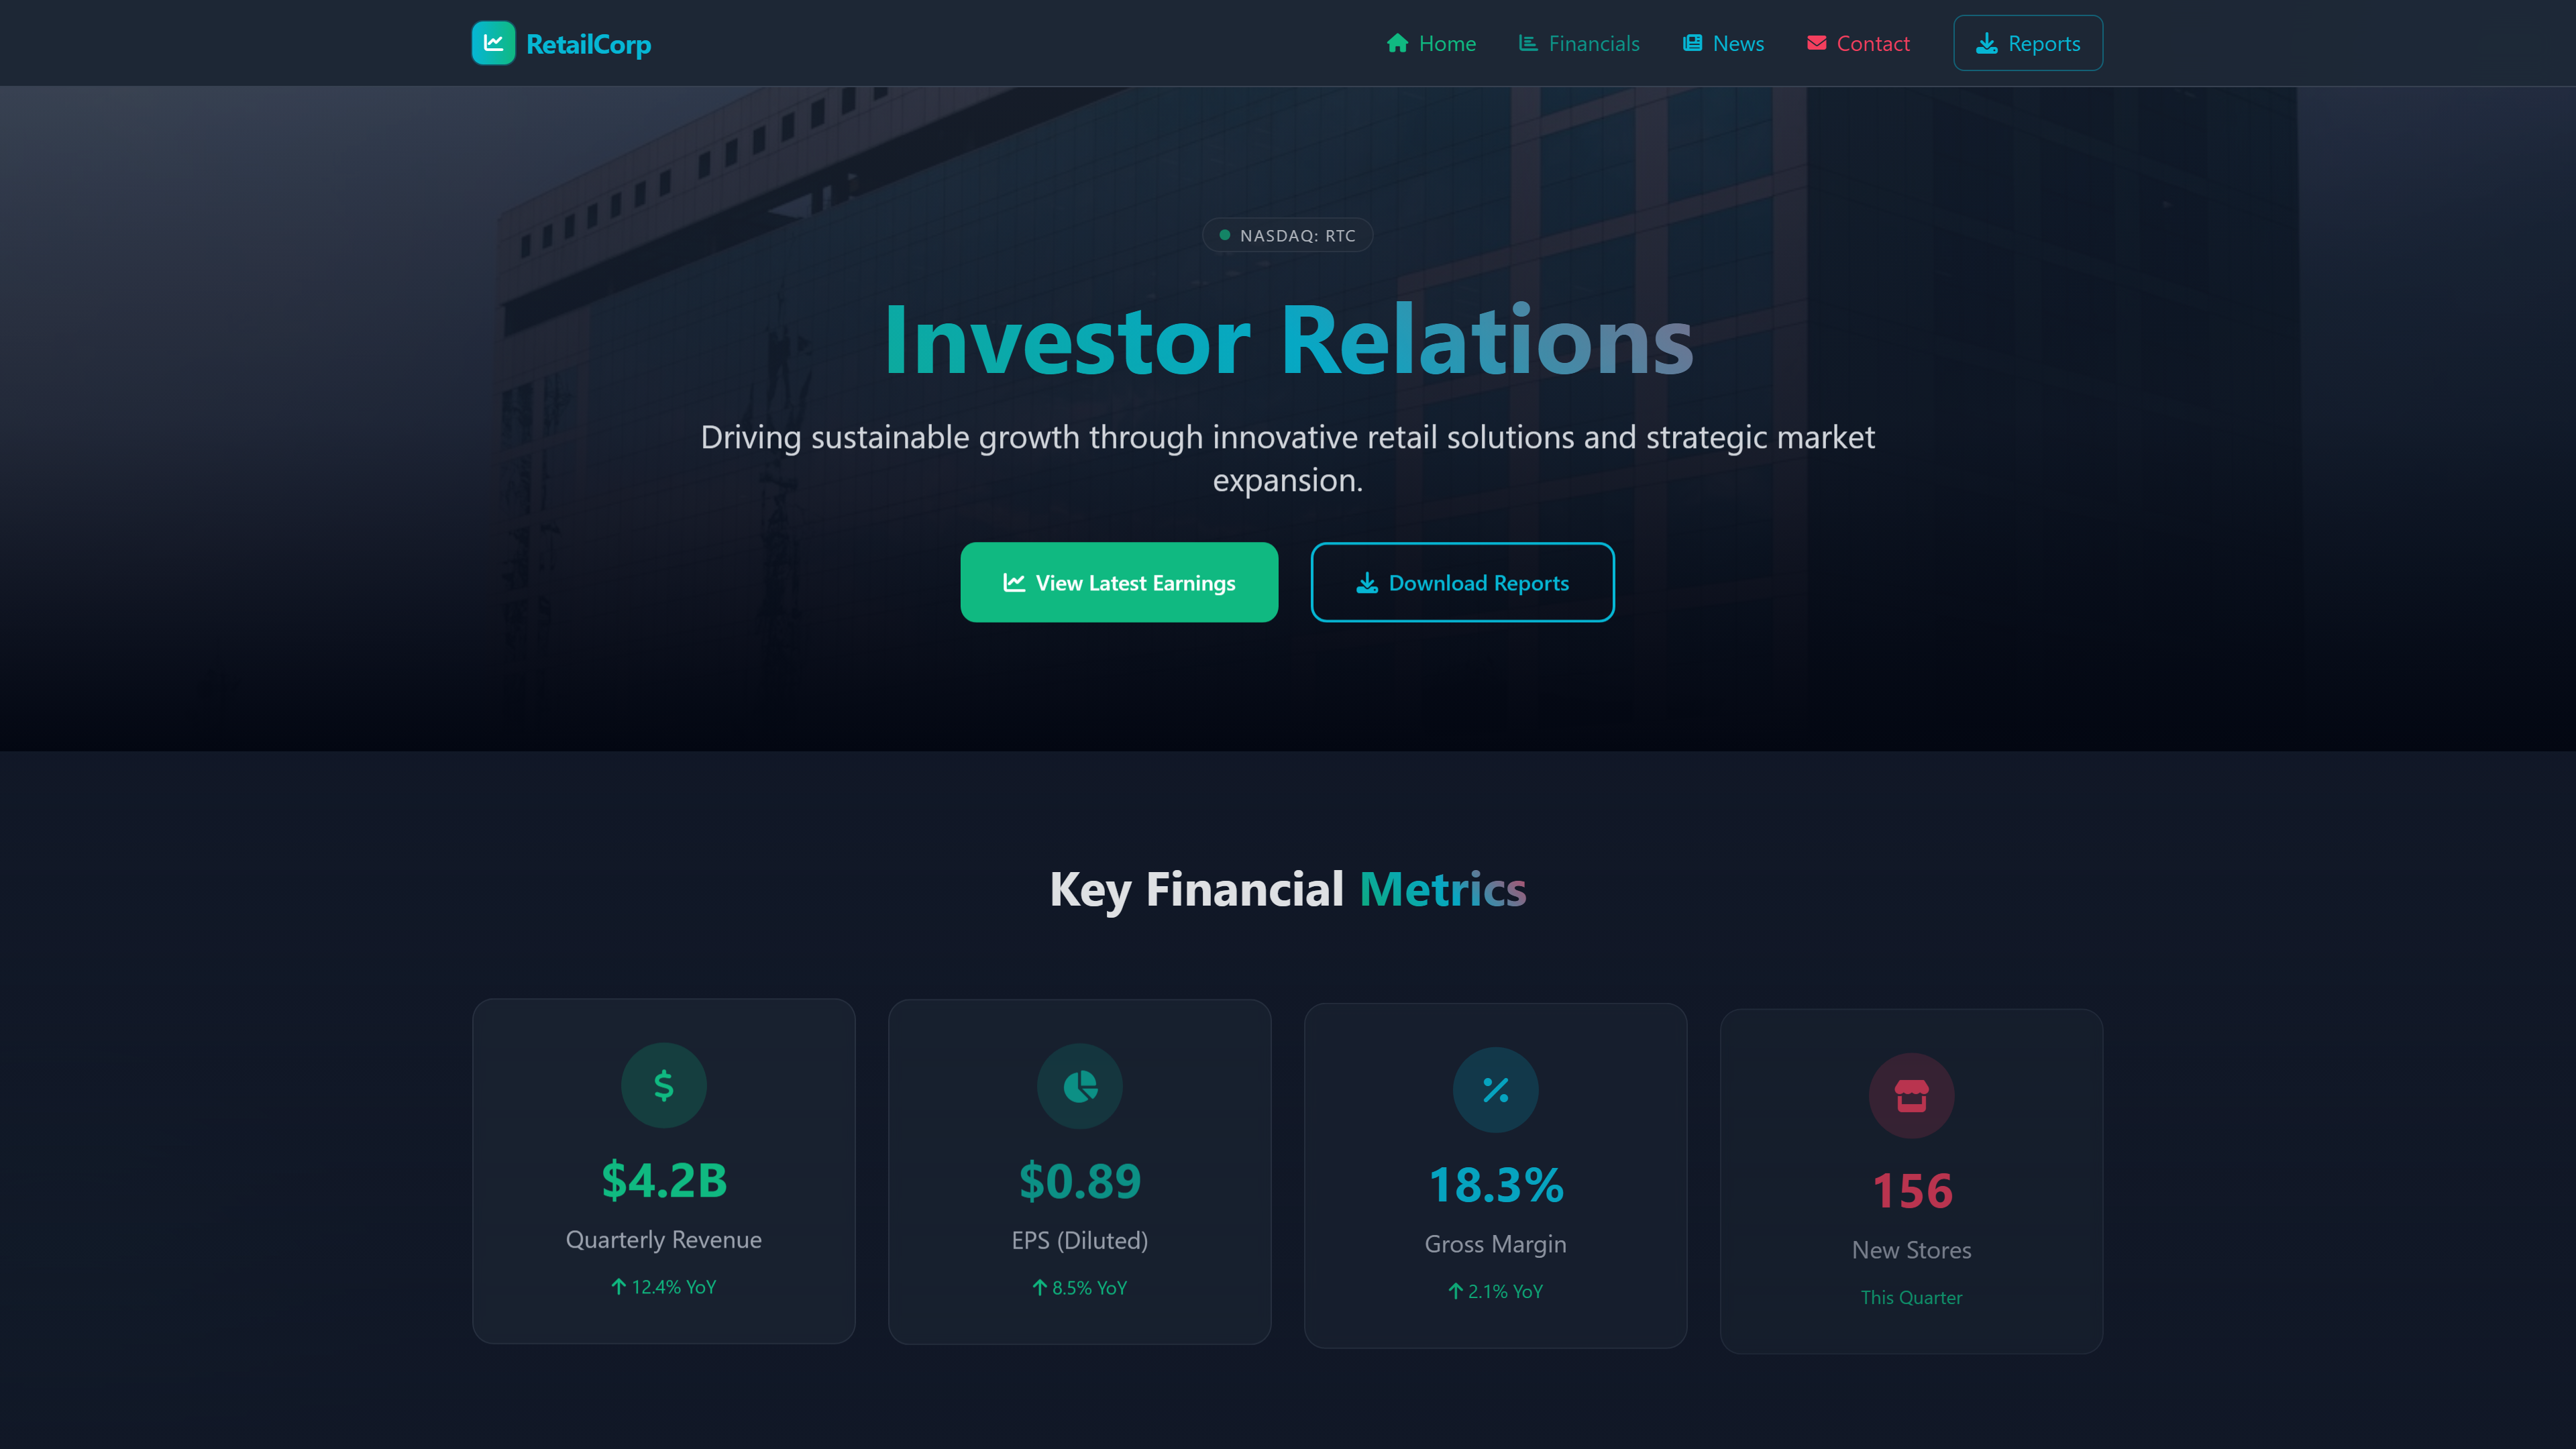 RetailCorp
Home
Financials
News
Contact
Reports
NASDAQ: RTC
Investor Relations
Driving sustainable growth through innovative retail solutions and strategic market
expansion.
View Latest Earnings
Download Reports
Key Financial Metrics
$4.2B
Quarterly Revenue
↑ 12.4% YoY
$0.89
EPS (Diluted)
↑ 8.5% YoY
18.3%
Gross Margin
↑ 2.1% YoY
156
New Stores
This Quarter